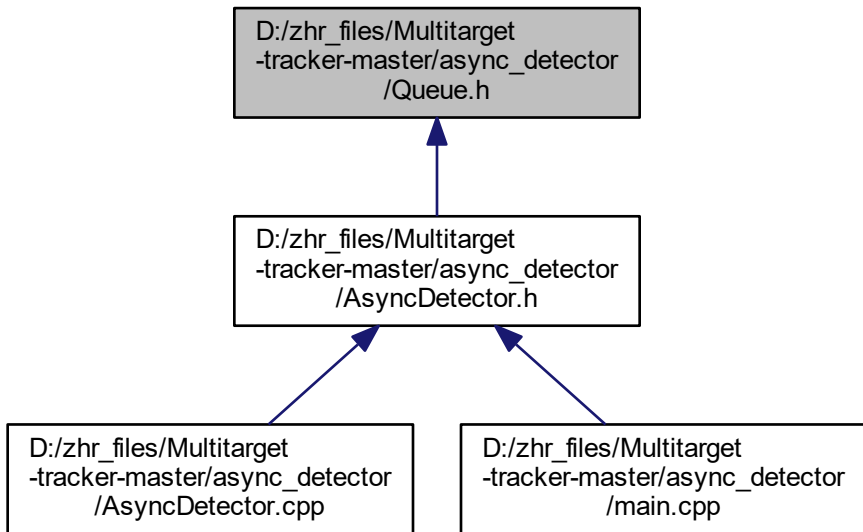 D:/zhr_files/Multitarget
-tracker-master/async_detector
/Queue.h
D:/zhr_files/Multitarget
-tracker-master/async_detector
/AsyncDetector.h
D:/zhr_files/Multitarget
-tracker-master/async_detector
/AsyncDetector.cpp
D:/zhr_files/Multitarget
-tracker-master/async_detector
/main.cpp